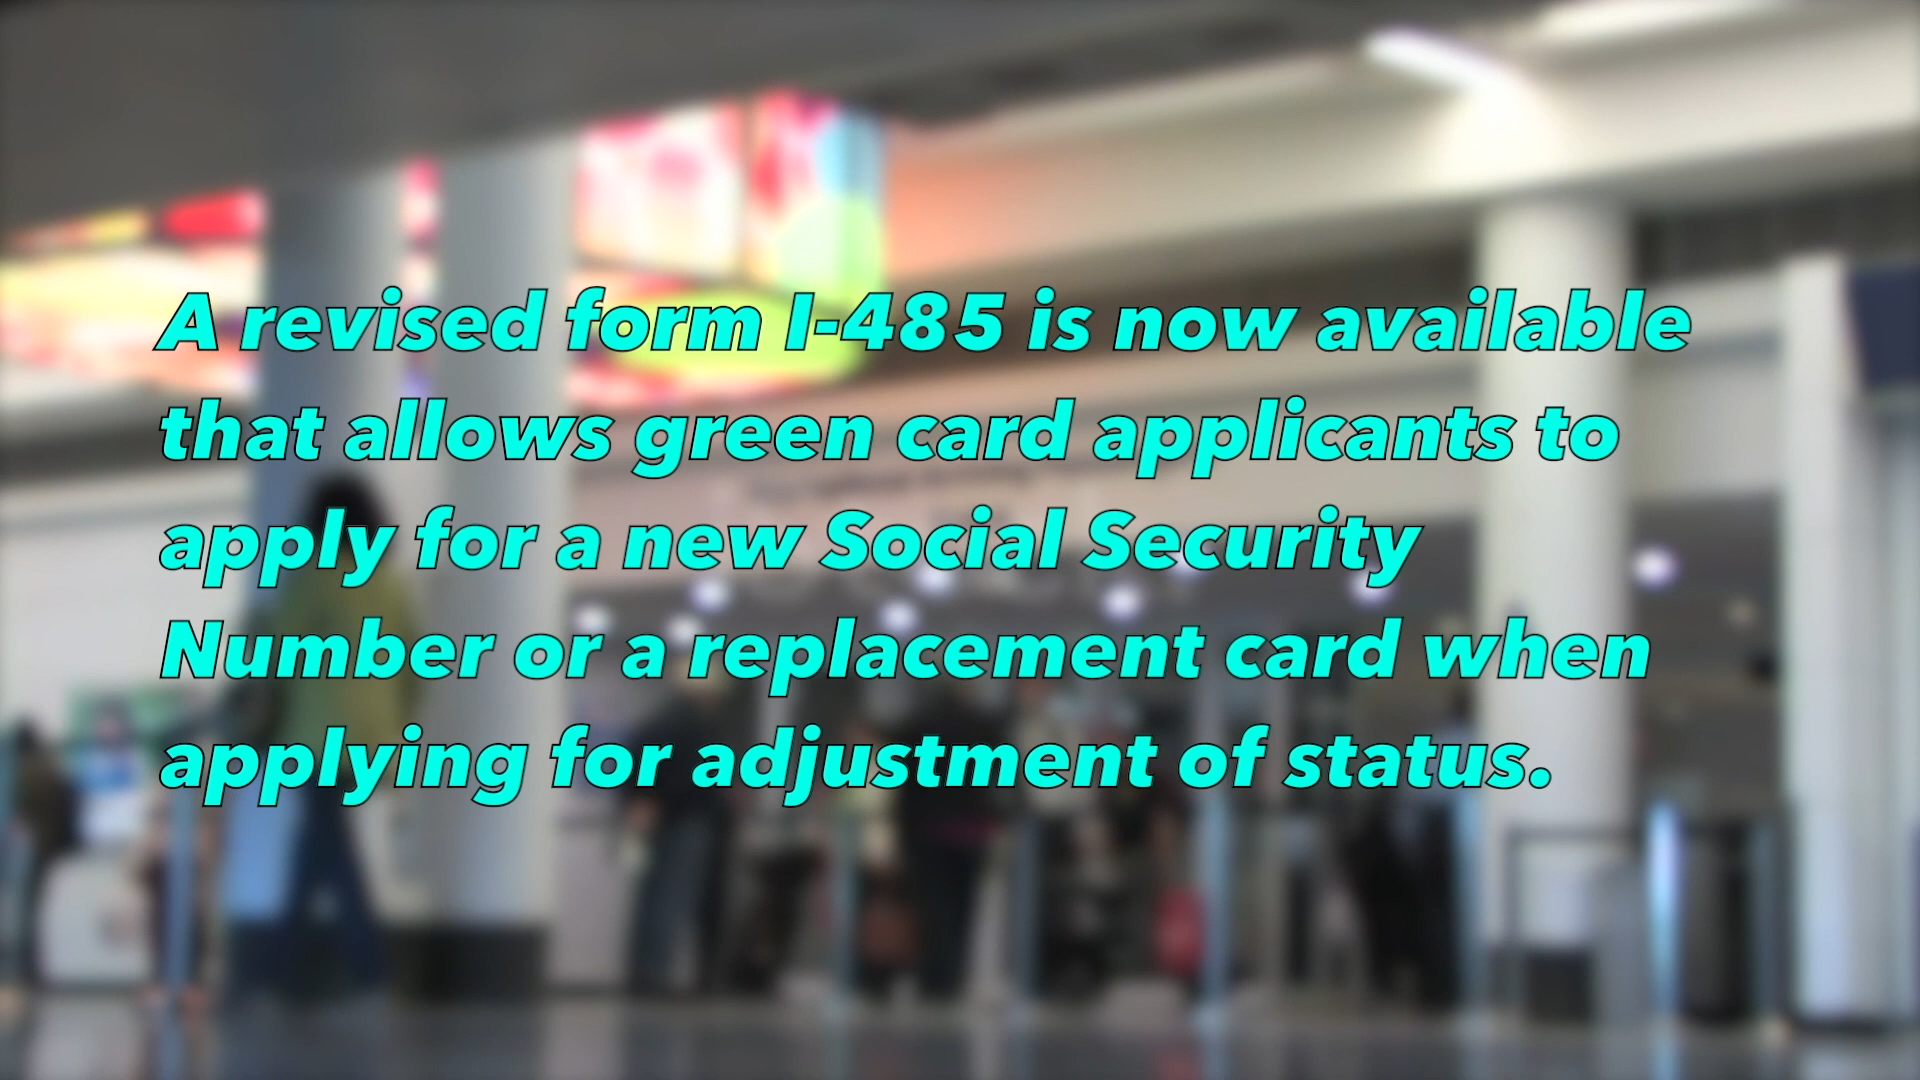 A revised form I-485 is now available
that allows green card applicants to
apply for a new Social Security
Number or a replacement card when
applying for adjustment of status.